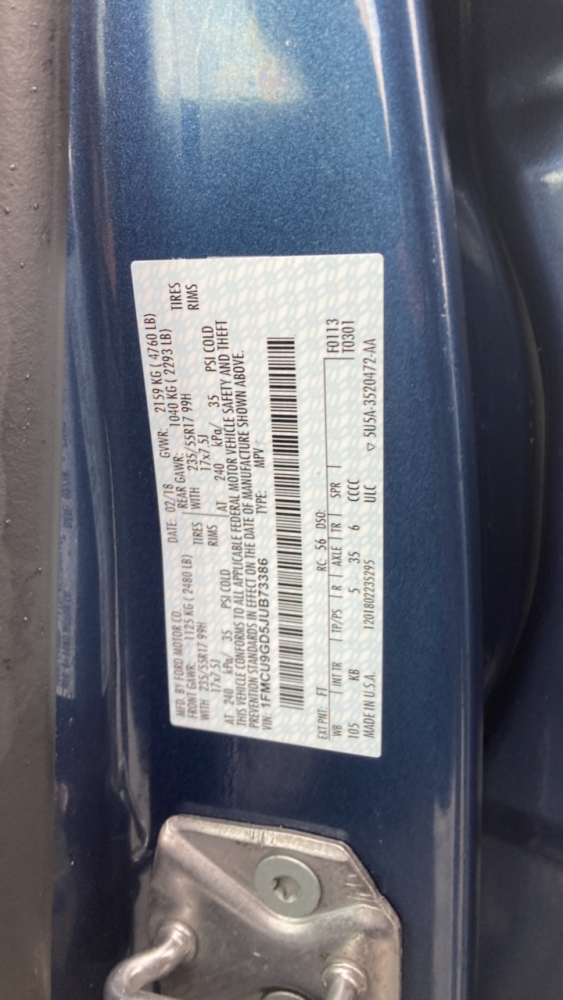 MFD. BY FORD MOTOR CO.
DATE: 02/18 GVWR: 2159 KG ( 4760 LB)
FRONT GAWR: 1125 KG ( 2480 LB) REAR GAWR: 1040 KG ( 2293 LB)
WITH 235/55R17 99H TIRES WITH 235/55R17 99H TIRES
17x7.5J RIMS 17x7.5J RIMS
AT 240 kPa/ 35 PSI COLD AT 240 kPa/ 35 PSI COLD
THIS VEHICLE CONFORMS TO ALL APPLICABLE FEDERAL MOTOR VEHICLE SAFETY AND THEFT
PREVENTION STANDARDS IN EFFECT ON THE DATE OF MANUFACTURE SHOWN ABOVE.
VIN: 1FMCU9GD5JUB73386 TYPE: MPV
F0113
T0301
EXT PNT: FT RC: 56 DSO:
WB INT TR TP/PS R AXLE TR SPR
105 KB 5 35 6 CCCC
MADE IN U.S.A. 1201802235295 ULC ▽ 5U5A-3520472-AA